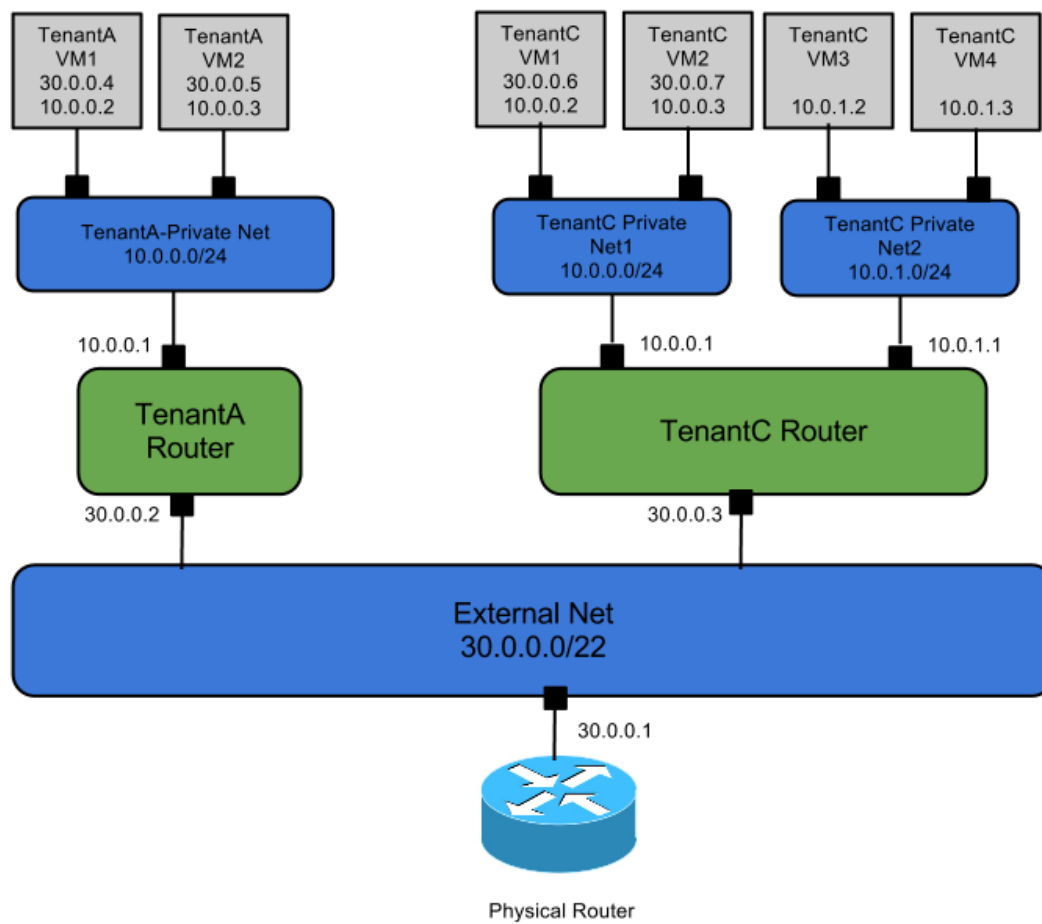 TenantA
VM1
30.0.0.4
10.0.0.2
TenantA
VM2
30.0.0.5
10.0.0.3
TenantC
VM1
30.0.0.6
10.0.0.2
TenantC
VM2
30.0.0.7
10.0.0.3
TenantC
VM3
10.0.1.2
TenantC
VM4
10.0.1.3
TenantA-Private Net
10.0.0.0/24
TenantC Private
Net1
10.0.0.0/24
TenantC Private
Net2
10.0.1.0/24
10.0.0.1
10.0.0.1
10.0.1.1
TenantA
Router
TenantC Router
30.0.0.2
30.0.0.3
External Net
30.0.0.0/22
30.0.0.1
Physical Router